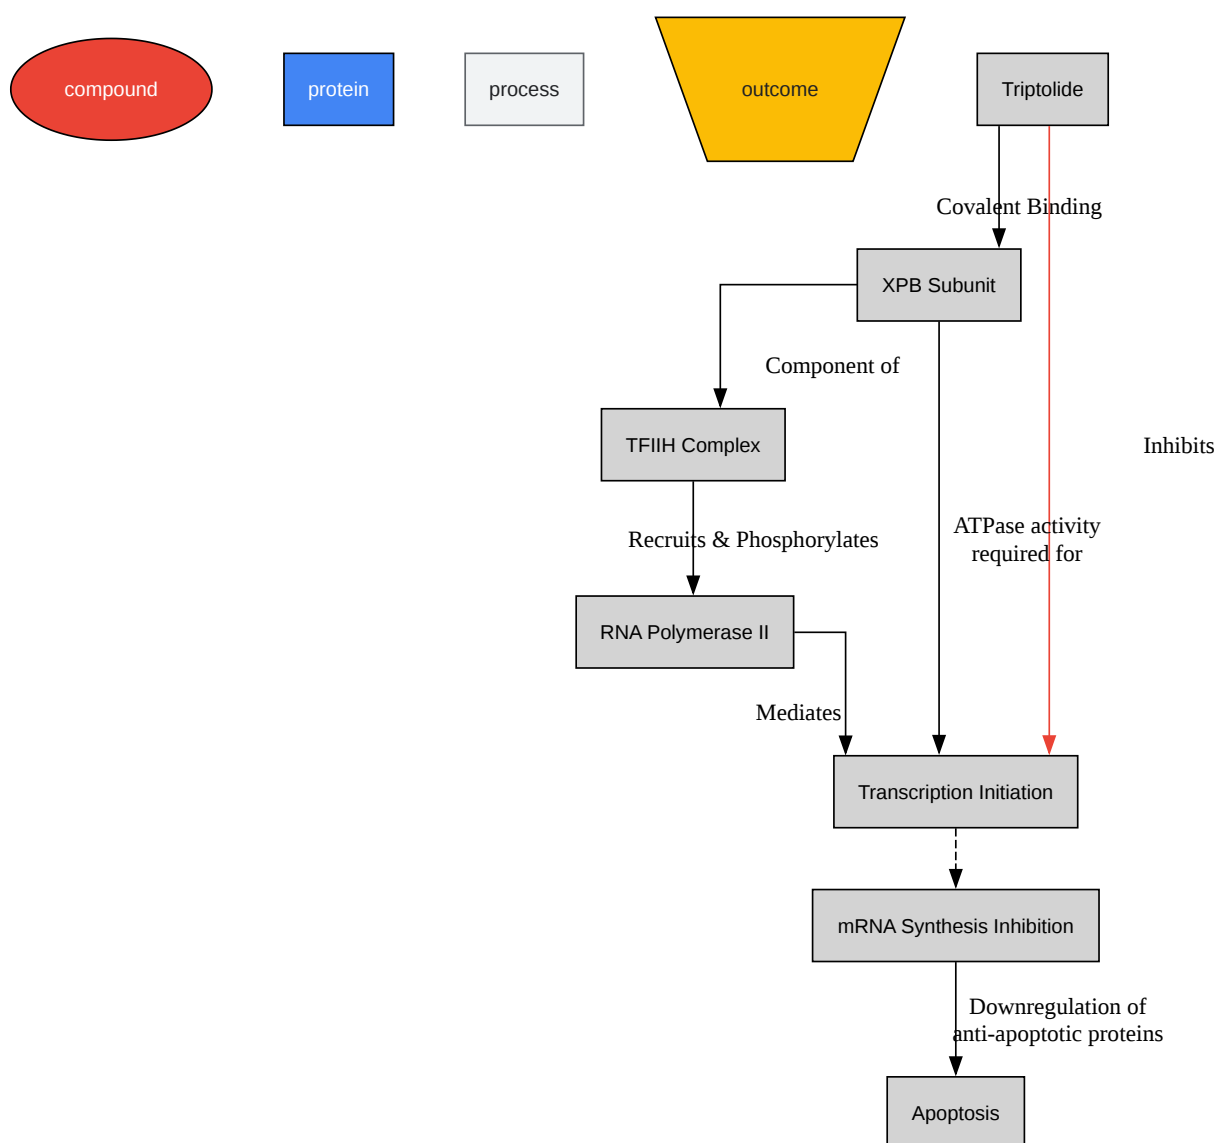 compound
protein
process
outcome
Triptolide
Covalent Binding
XPB Subunit
Component of
TFIIH Complex
Inhibits
ATPase activity
required for
Recruits & Phosphorylates
RNA Polymerase II
Mediates
Transcription Initiation
mRNA Synthesis Inhibition
Downregulation of
anti-apoptotic proteins
Apoptosis